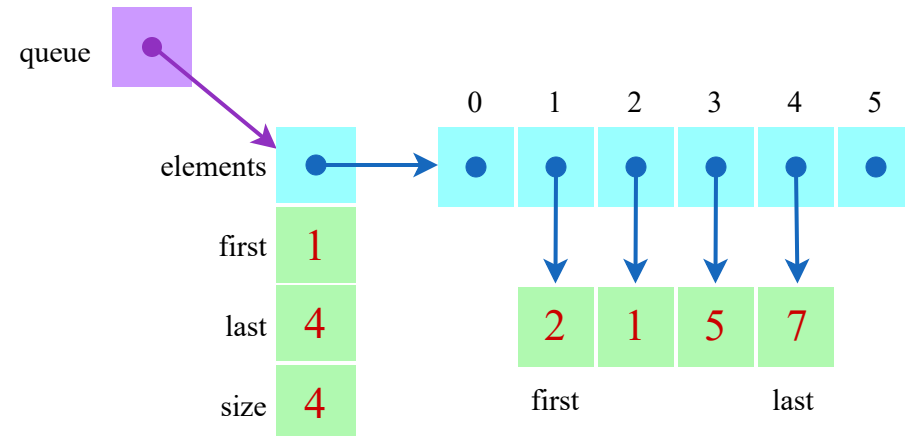 queue
0 1 2 3 4 5
elements
first 1
last 4
2 1 5 7
size 4
first last